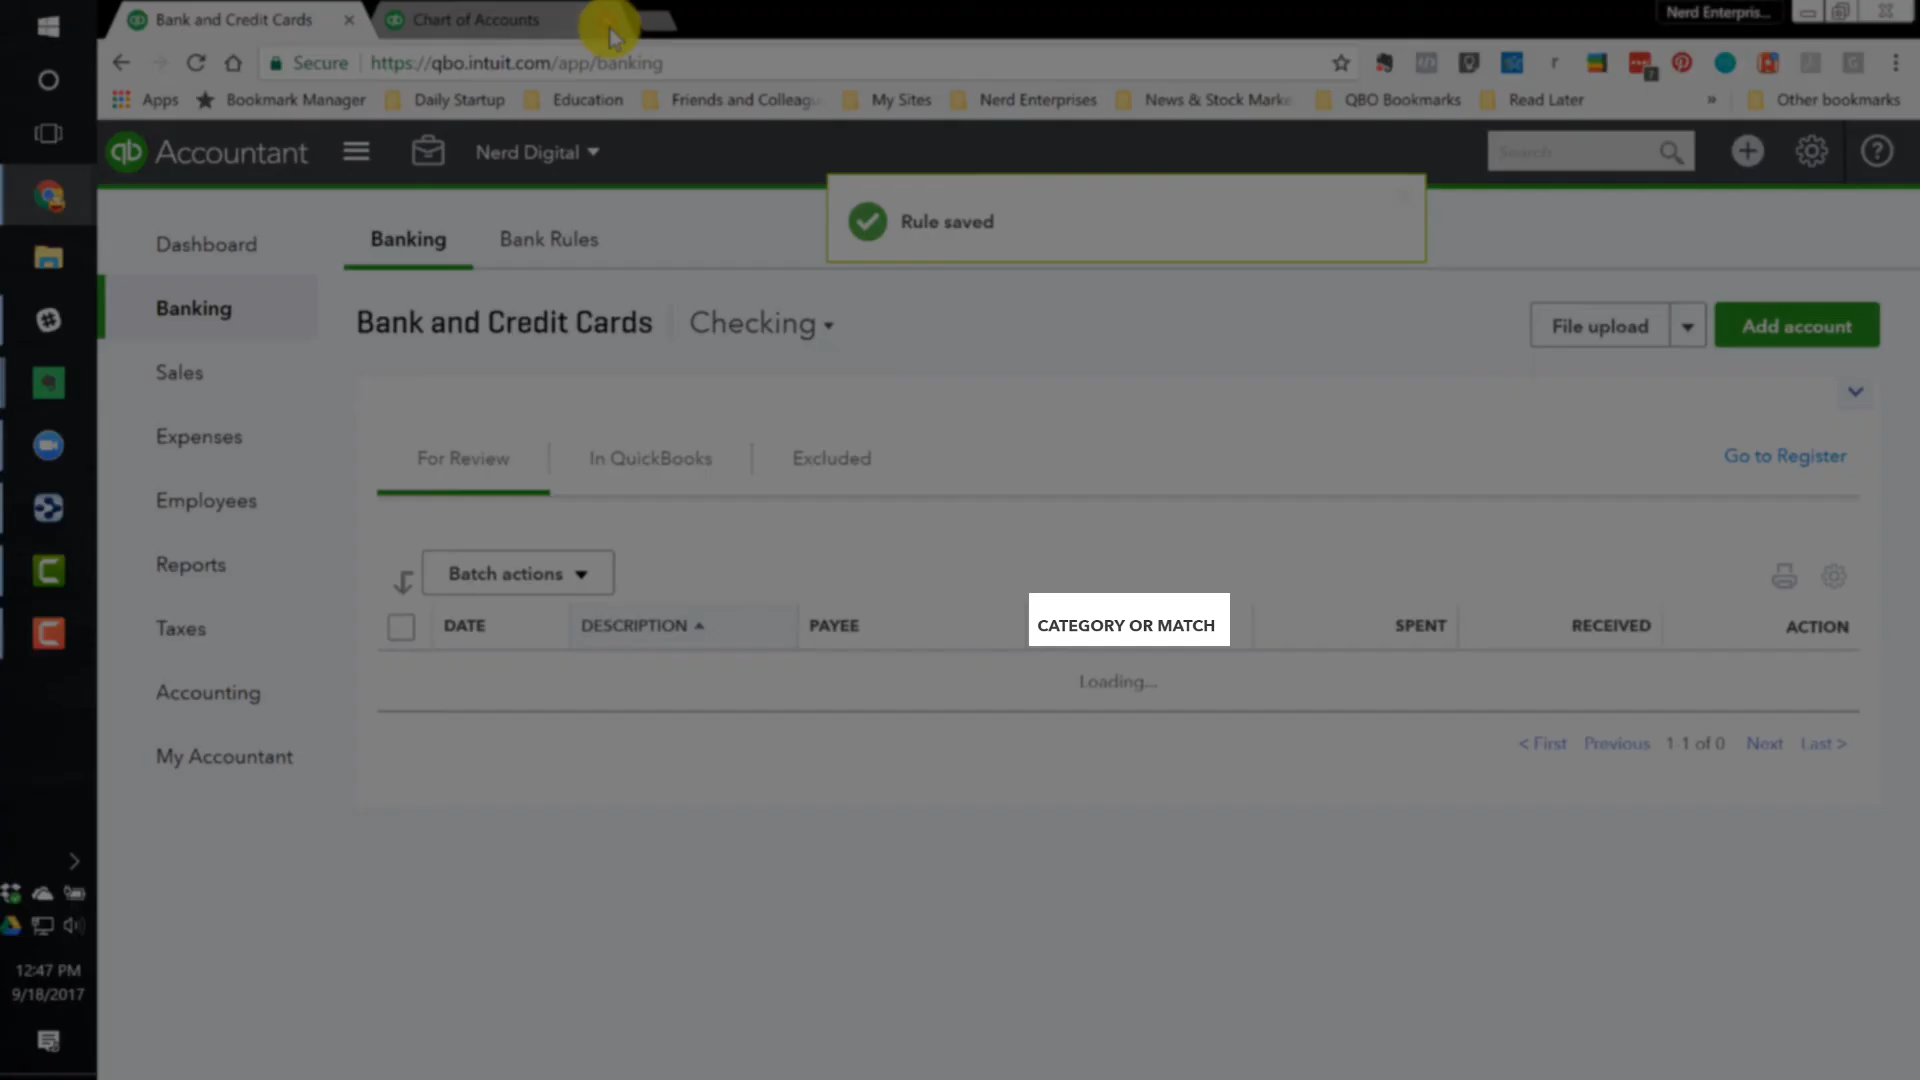 Bank and Credit Cards
Chart of Accounts
Nerd Enterpris...
Secure https://qbo.intuit.com/app/banking
Apps Bookmark Manager Daily Startup Education Friends and Colleagu My Sites Nerd Enterprises News & Stock Marke QBO Bookmarks Read Later » Other bookmarks
qb Accountant Nerd Digital Search
Rule saved
Banking Bank Rules
Dashboard
Banking
Sales
Expenses
Employees
Reports
Taxes
Accounting
My Accountant
Bank and Credit Cards Checking
File upload Add account
For Review In QuickBooks Excluded Go to Register
Batch actions
DATE DESCRIPTION PAYEE CATEGORY OR MATCH SPENT RECEIVED ACTION
Loading...
< First Previous 1-1 of 0 Next Last >
12:47 PM
9/18/2017